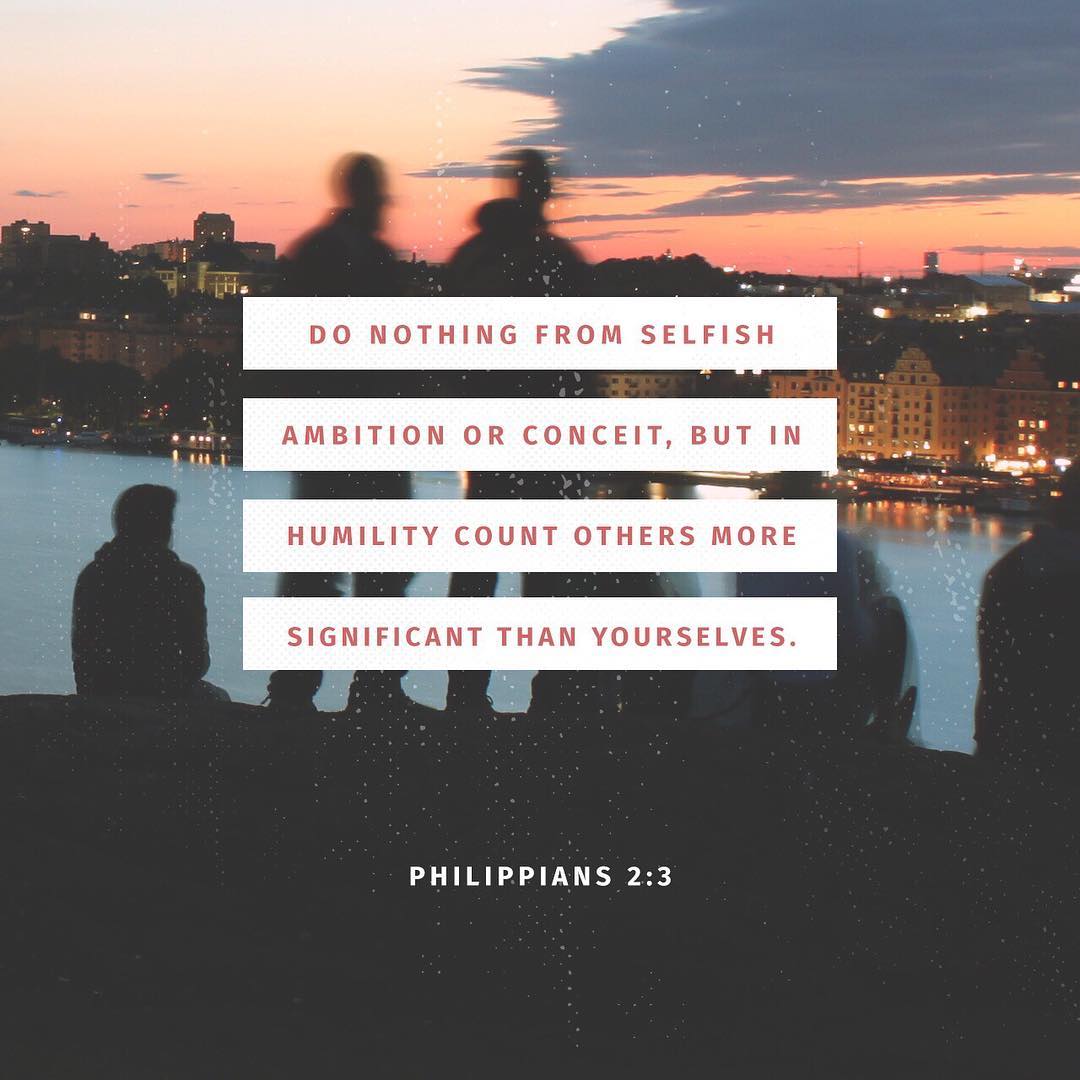 DO NOTHING FROM SELFISH
AMBITION OR CONCEIT, BUT IN
HUMILITY COUNT OTHERS MORE
SIGNIFICANT THAN YOURSELVES.
PHILIPPIANS 2:3